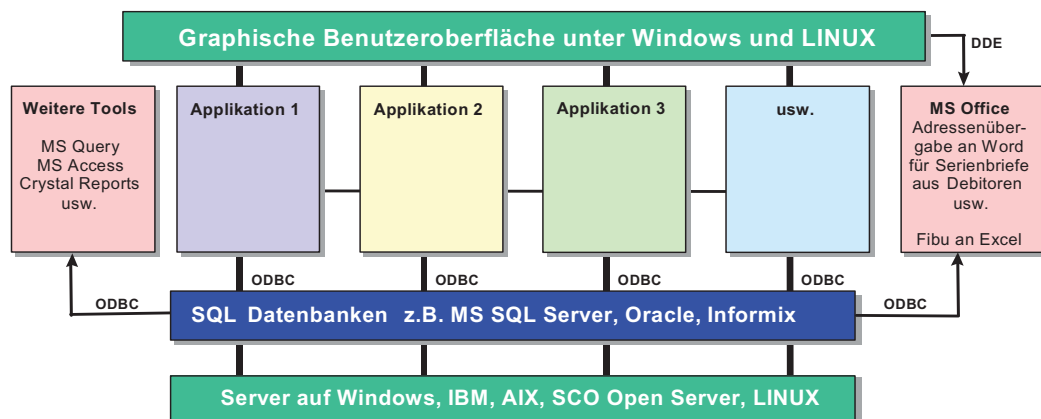 Graphische Benutzeroberfläche unter Windows und LINUX
DDE
Weitere Tools
MS Query
MS Access
Crystal Reports
usw.
Applikation 1
Applikation 2
Applikation 3
usw.
MS Office
Adressenüber-
gabe an Word
für Serienbriefe
aus Debitoren
usw.
Fibu an Excel
ODBC
ODBC
ODBC
ODBC
ODBC
ODBC
SQL Datenbanken z.B. MS SQL Server, Oracle, Informix
Server auf Windows, IBM, AIX, SCO Open Server, LINUX